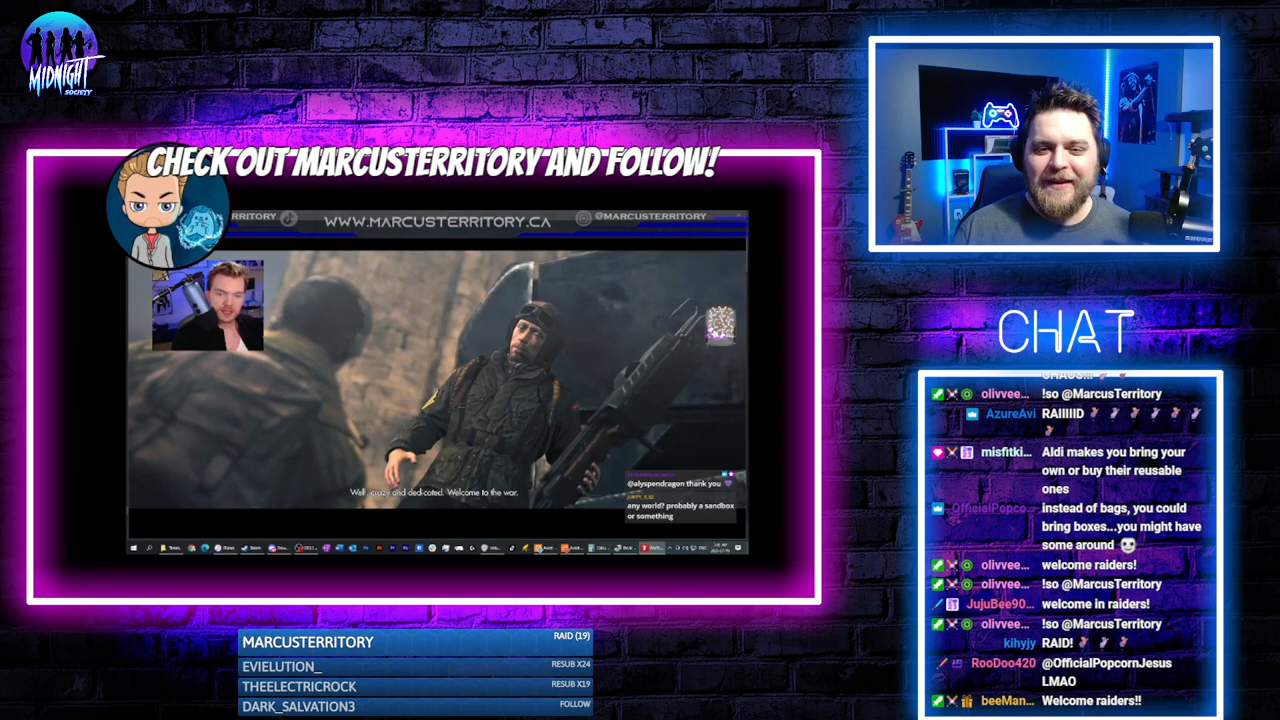 MIDNIGHT
SOCIETY
CHECK OUT MARCUSTERRITORY AND FOLLOW!
RRITORY
WWW.MARCUSTERRITORY.CA
@MARCUSTERRITORY
Well, crazy and dedicated. Welcome to the war.
@alyspendragon thank you
any world? probably a sandbox
or something
MARCUSTERRITORY RAID (19)
EVIELUTION_ RESUB X24
THEELECTRICROCK RESUB X19
DARK_SALVATION3 FOLLOW
SHURE
CHAT
olivvee... !so @MarcusTerritory
AzureAvi RAIIIIID
misfitki... Aldi makes you bring your
own or buy their reusable
ones
OfficialPopco... instead of bags, you could
bring boxes...you might have
some around
olivvee... welcome raiders!
olivvee... !so @MarcusTerritory
JujuBee90... welcome in raiders!
olivvee... !so @MarcusTerritory
kihyjy RAID!
RooDoo420 @OfficialPopcornJesus
LMAO
beeMan... Welcome raiders!!